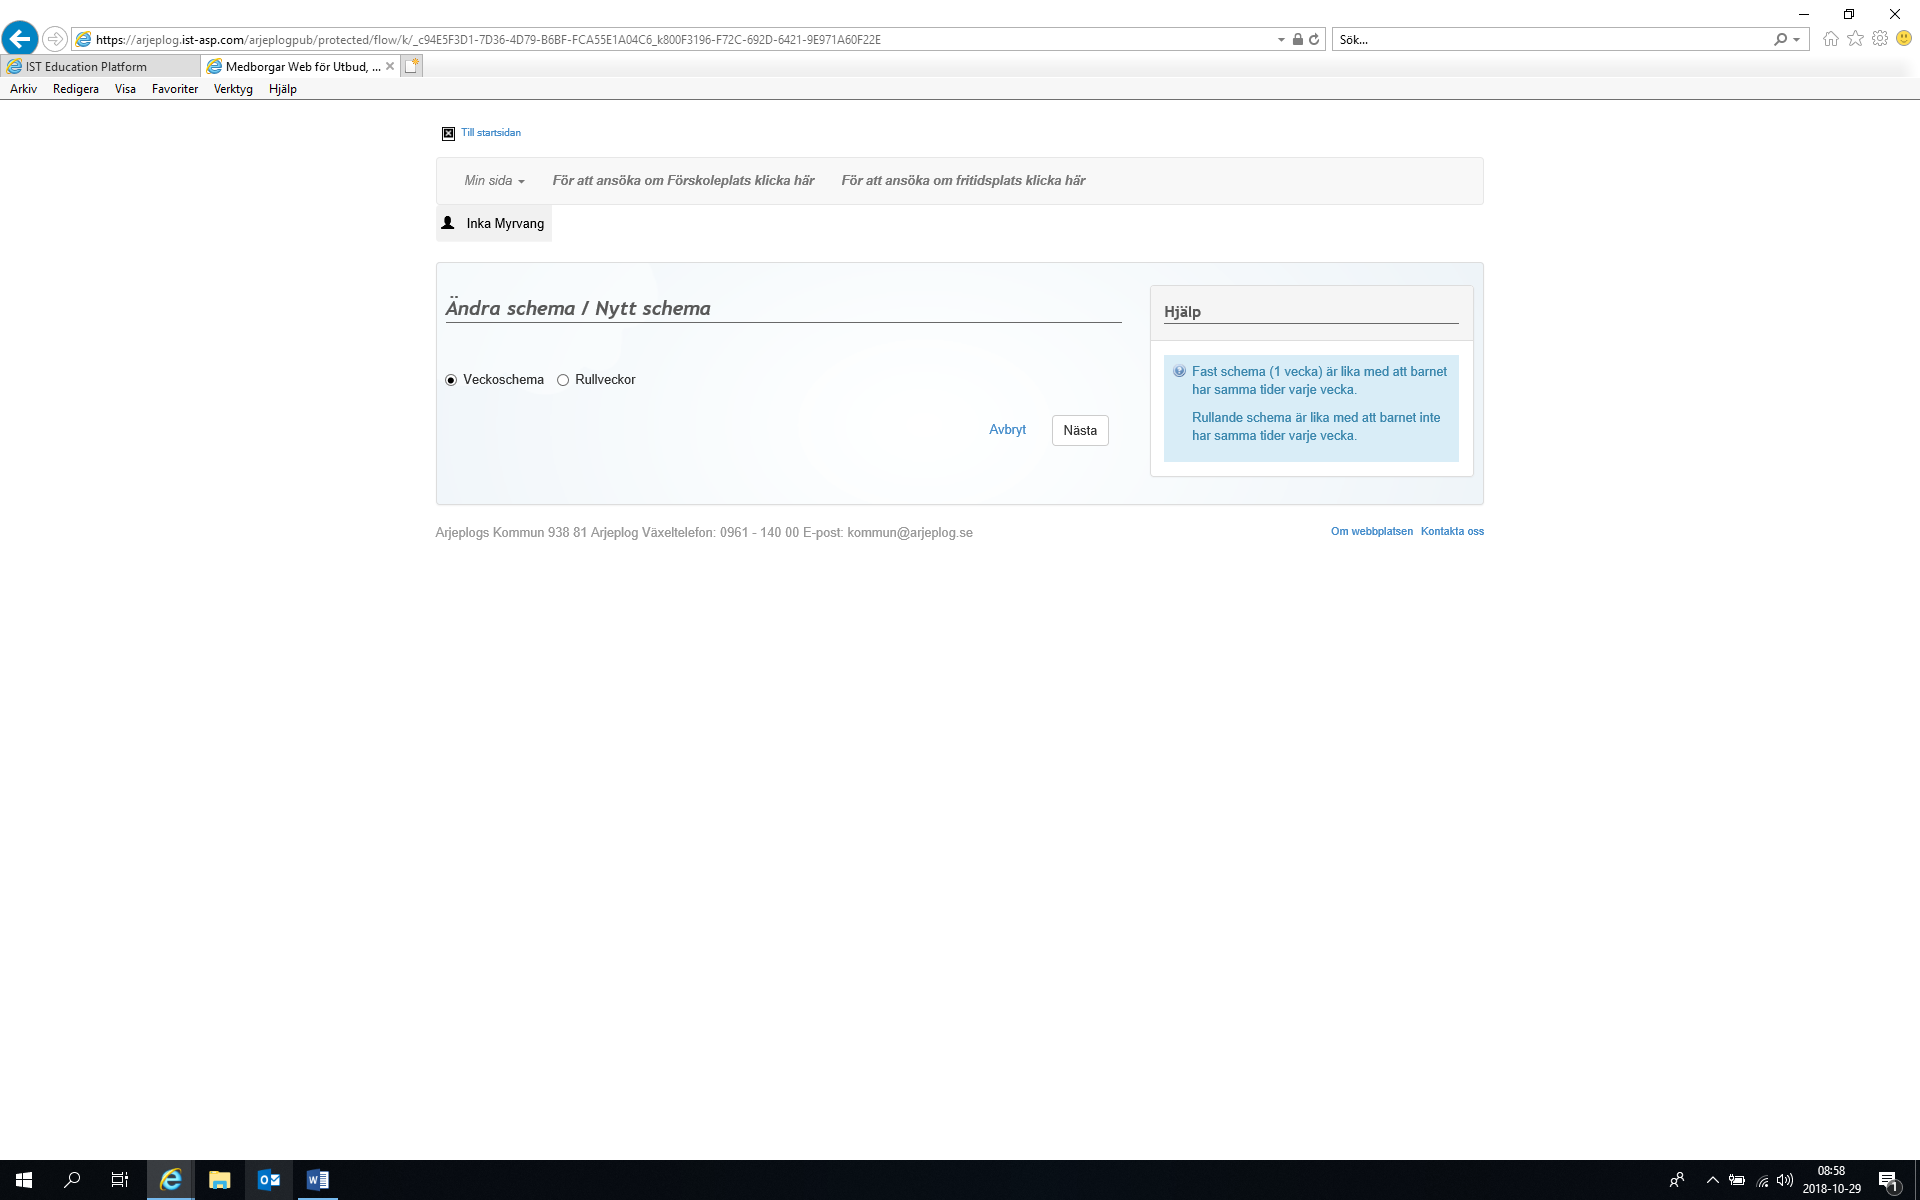 https://arjeplog.ist-asp.com/arjeplogpub/protected/flow/k/_c94E5F3D1-7D36-4D79-B6BF-FCA55E1A04C6_k800F3196-F72C-692D-6421-9E971A60F22E
Sök...
IST Education Platform
Medborgar Web för Utbud, ...
Arkiv Redigera Visa Favoriter Verktyg Hjälp
Till startsidan
Min sida För att ansöka om Förskoleplats klicka här För att ansöka om fritidsplats klicka här
Inka Myrvang
Ändra schema / Nytt schema
Veckoschema Rullveckor
Avbryt Nästa
Hjälp
Fast schema (1 vecka) är lika med att barnet
har samma tider varje vecka.
Rullande schema är lika med att barnet inte
har samma tider varje vecka.
Arjeplogs Kommun 938 81 Arjeplog Växeltelefon: 0961 - 140 00 E-post: kommun@arjeplog.se
Om webbplatsen Kontakta oss
08:58
2018-10-29
1